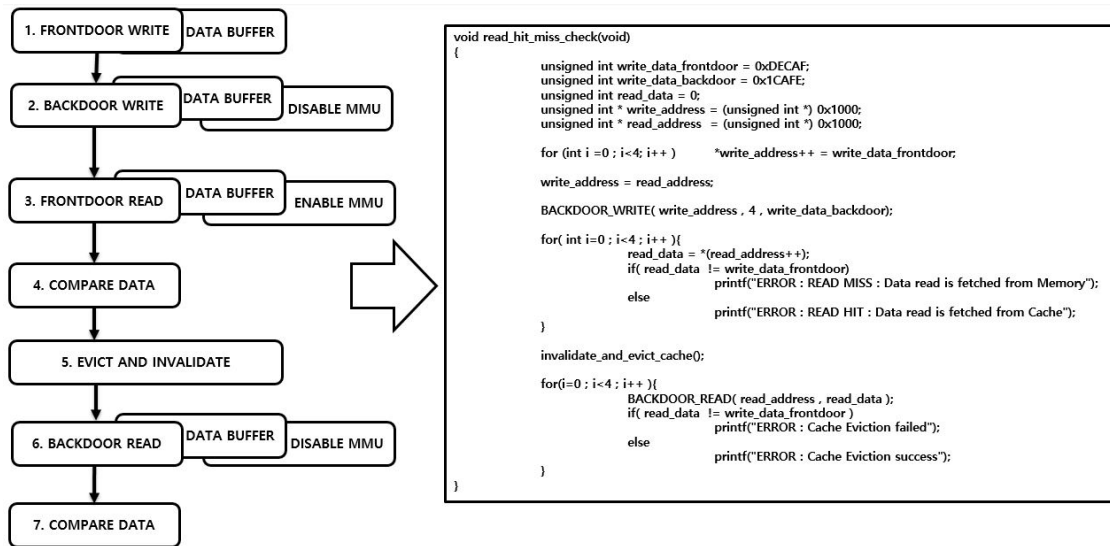 1. FRONTDOOR WRITE
DATA BUFFER
2. BACKDOOR WRITE
DATA BUFFER
DISABLE MMU
3. FRONTDOOR READ
DATA BUFFER
ENABLE MMU
4. COMPARE DATA
5. EVICT AND INVALIDATE
6. BACKDOOR READ
DATA BUFFER
DISABLE MMU
7. COMPARE DATA
void read_hit_miss_check(void)
{
unsigned int write_data_frontdoor = 0xDECAF;
unsigned int write_data_backdoor = 0x1CAFE;
unsigned int read_data = 0;
unsigned int * write_address = (unsigned int *) 0x1000;
unsigned int * read_address  = (unsigned int *) 0x1000;
for (int i =0 ; i<4; i++ )        *write_address++ = write_data_frontdoor;
write_address = read_address;
BACKDOOR_WRITE( write_address , 4 , write_data_backdoor);
for( int i=0 ; i<4 ; i++ ){
read_data = *(read_address++);
if( read_data  != write_data_frontdoor)
printf("ERROR : READ MISS : Data read is fetched from Memory");
else
printf("ERROR : READ HIT : Data read is fetched from Cache");
}
invalidate_and_evict_cache();
for(i=0 ; i<4 ; i++ ){
BACKDOOR_READ( read_address , read_data );
if( read_data  != write_data_frontdoor )
printf("ERROR : Cache Eviction failed");
else
printf("ERROR : Cache Eviction success");
}
}